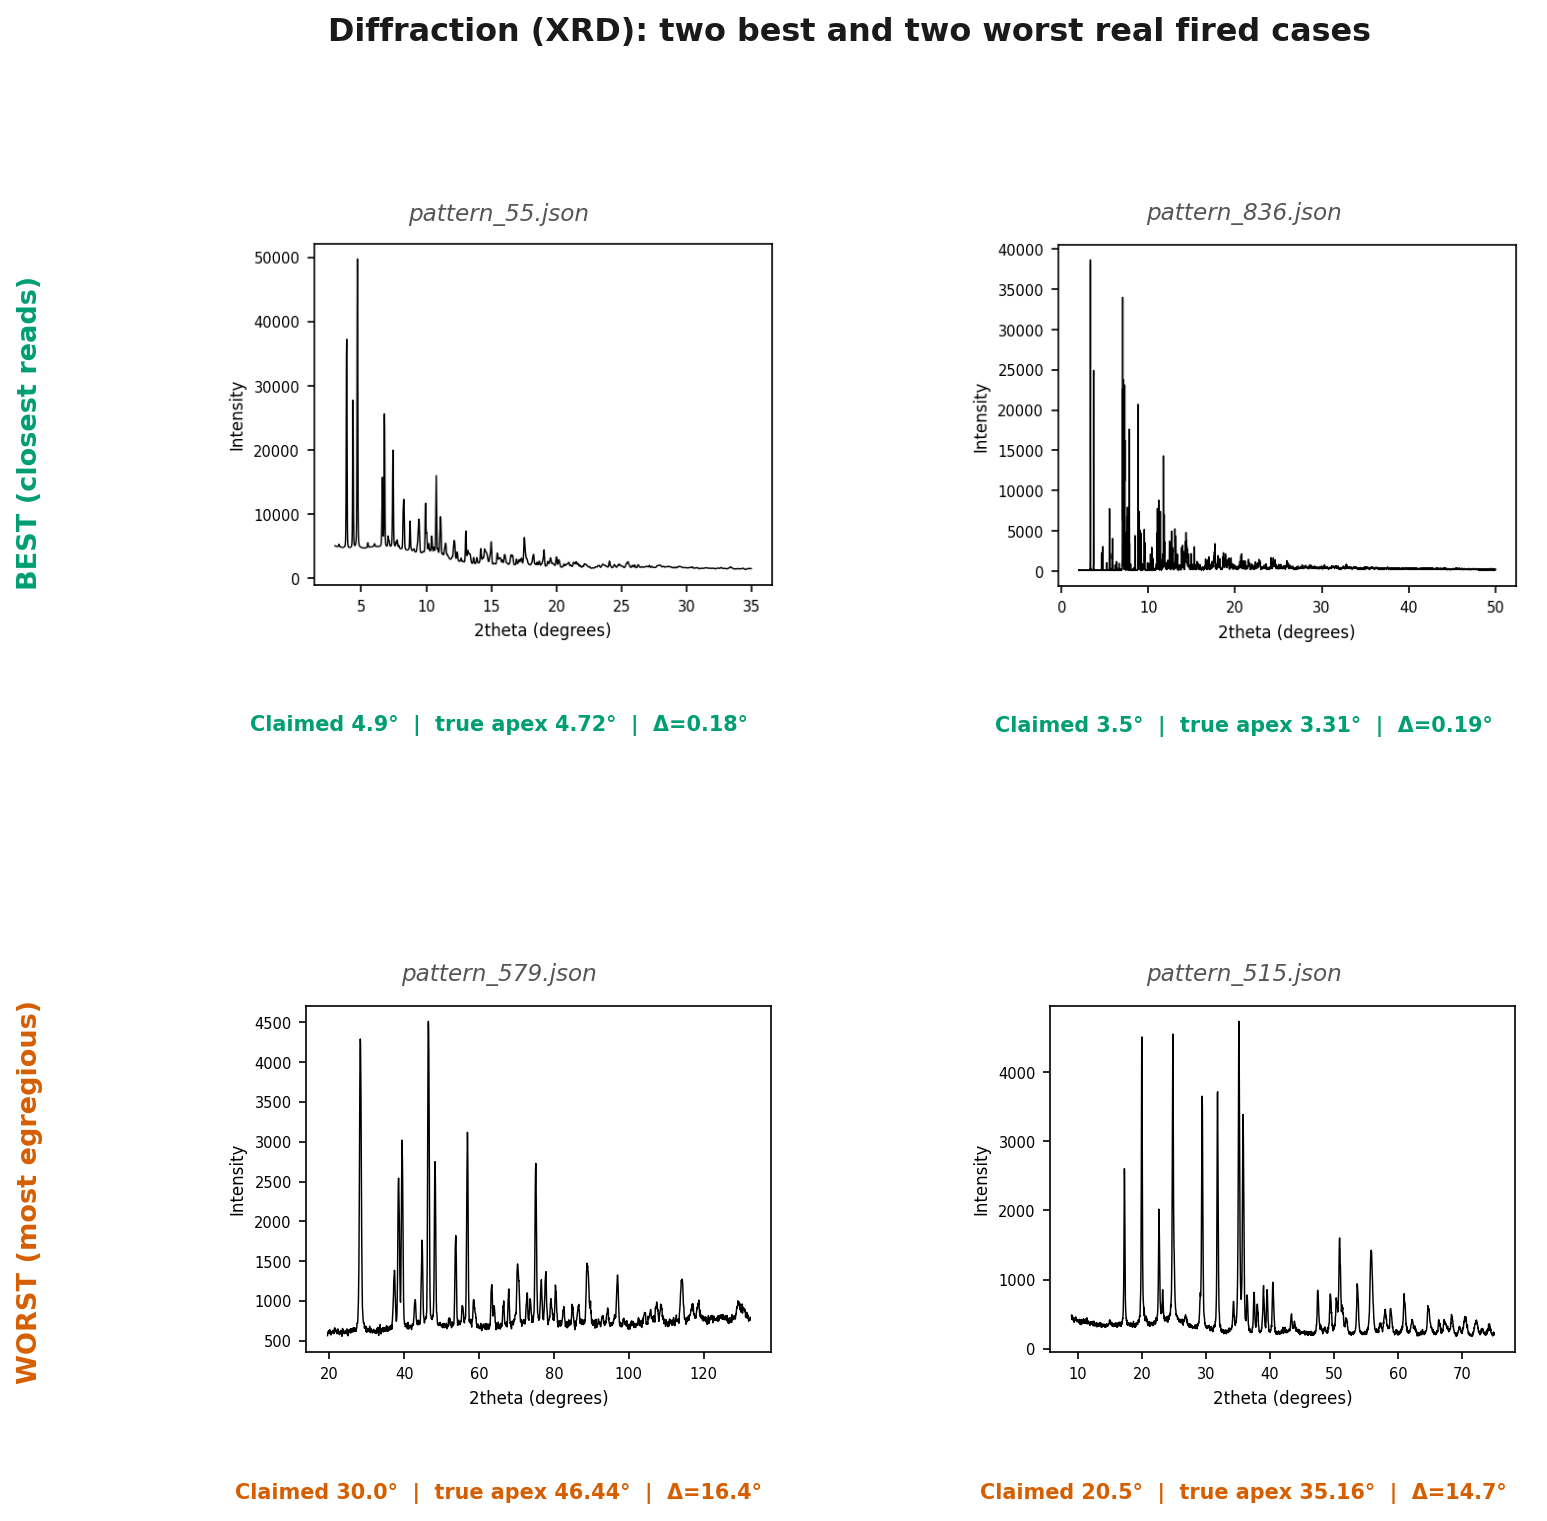 Diffraction (XRD): two best and two worst real fired cases
BEST (closest reads)
pattern_55.json
50000
40000
30000
20000
10000
0
Intensity
5 10 15 20 25 30 35
2theta (degrees)
Claimed 4.9° | true apex 4.72° | Δ=0.18°
pattern_836.json
40000
35000
30000
25000
20000
15000
10000
5000
0
Intensity
0 10 20 30 40 50
2theta (degrees)
Claimed 3.5° | true apex 3.31° | Δ=0.19°
WORST (most egregious)
pattern_579.json
4500
4000
3500
3000
2500
2000
1500
1000
500
Intensity
20 40 60 80 100 120
2theta (degrees)
Claimed 30.0° | true apex 46.44° | Δ=16.4°
pattern_515.json
4000
3000
2000
1000
0
Intensity
10 20 30 40 50 60 70
2theta (degrees)
Claimed 20.5° | true apex 35.16° | Δ=14.7°